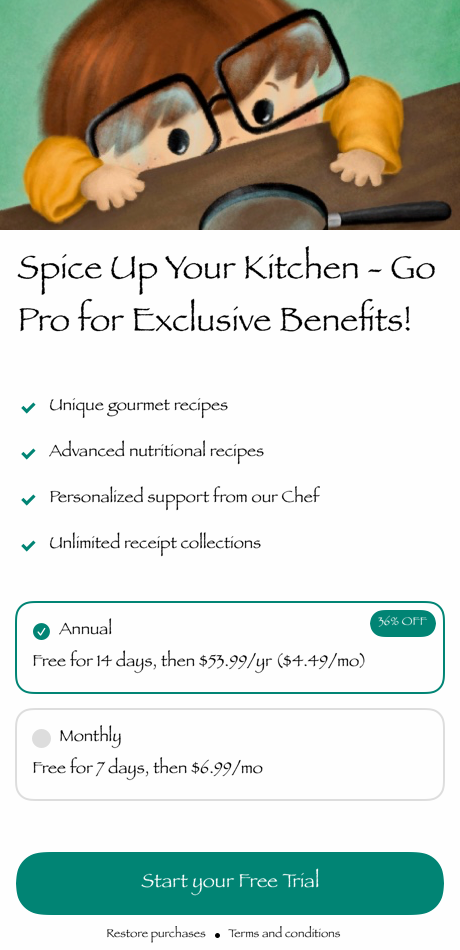 Spice Up Your Kitchen - Go
Pro for Exclusive Benefits!
Unique gourmet recipes
Advanced nutritional recipes
Personalized support from our Chef
Unlimited receipt collections
Annual
36% OFF
Free for 14 days, then $53.99/yr ($4.49/mo)
Monthly
Free for 7 days, then $6.99/mo
Start your Free Trial
Restore purchases • Terms and conditions